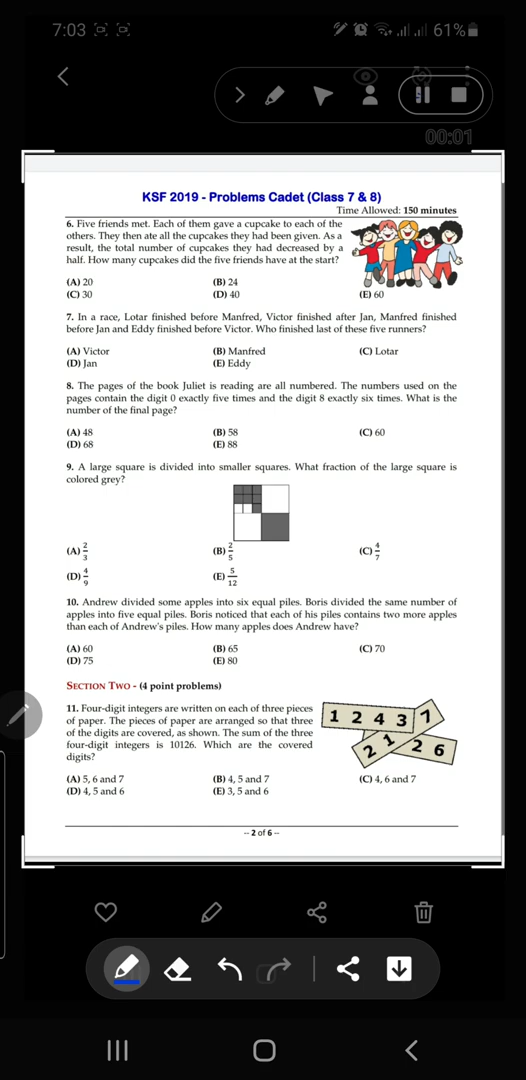 7:03
61%
00:01
KSF 2019 - Problems Cadet (Class 7 & 8)
Time Allowed: 150 minutes
6. Five friends met. Each of them gave a cupcake to each of the
others. They then ate all the cupcakes they had been given. As a
result, the total number of cupcakes they had decreased by a
half. How many cupcakes did the five friends have at the start?
(A) 20 (B) 24
(C) 30 (D) 40 (E) 60
7. In a race, Lotar finished before Manfred, Victor finished after Jan, Manfred finished
before Jan and Eddy finished before Victor. Who finished last of these five runners?
(A) Victor (B) Manfred (C) Lotar
(D) Jan (E) Eddy
8. The pages of the book Juliet is reading are all numbered. The numbers used on the
pages contain the digit 0 exactly five times and the digit 8 exactly six times. What is the
number of the final page?
(A) 48 (B) 58 (C) 60
(D) 68 (E) 88
9. A large square is divided into smaller squares. What fraction of the large square is
colored grey?
(A) 2/3 (B) 2/5 (C) 4/7
(D) 4/9 (E) 5/12
10. Andrew divided some apples into six equal piles. Boris divided the same number of
apples into five equal piles. Boris noticed that each of his piles contains two more apples
than each of Andrew's piles. How many apples does Andrew have?
(A) 60 (B) 65 (C) 70
(D) 75 (E) 80
SECTION TWO - (4 point problems)
11. Four-digit integers are written on each of three pieces
of paper. The pieces of paper are arranged so that three
of the digits are covered, as shown. The sum of the three
four-digit integers is 10126. Which are the covered
digits?
1 2 4 3 7
2 1 2 6
(A) 5, 6 and 7 (B) 4, 5 and 7 (C) 4, 6 and 7
(D) 4, 5 and 6 (E) 3, 5 and 6
-- 2 of 6 --